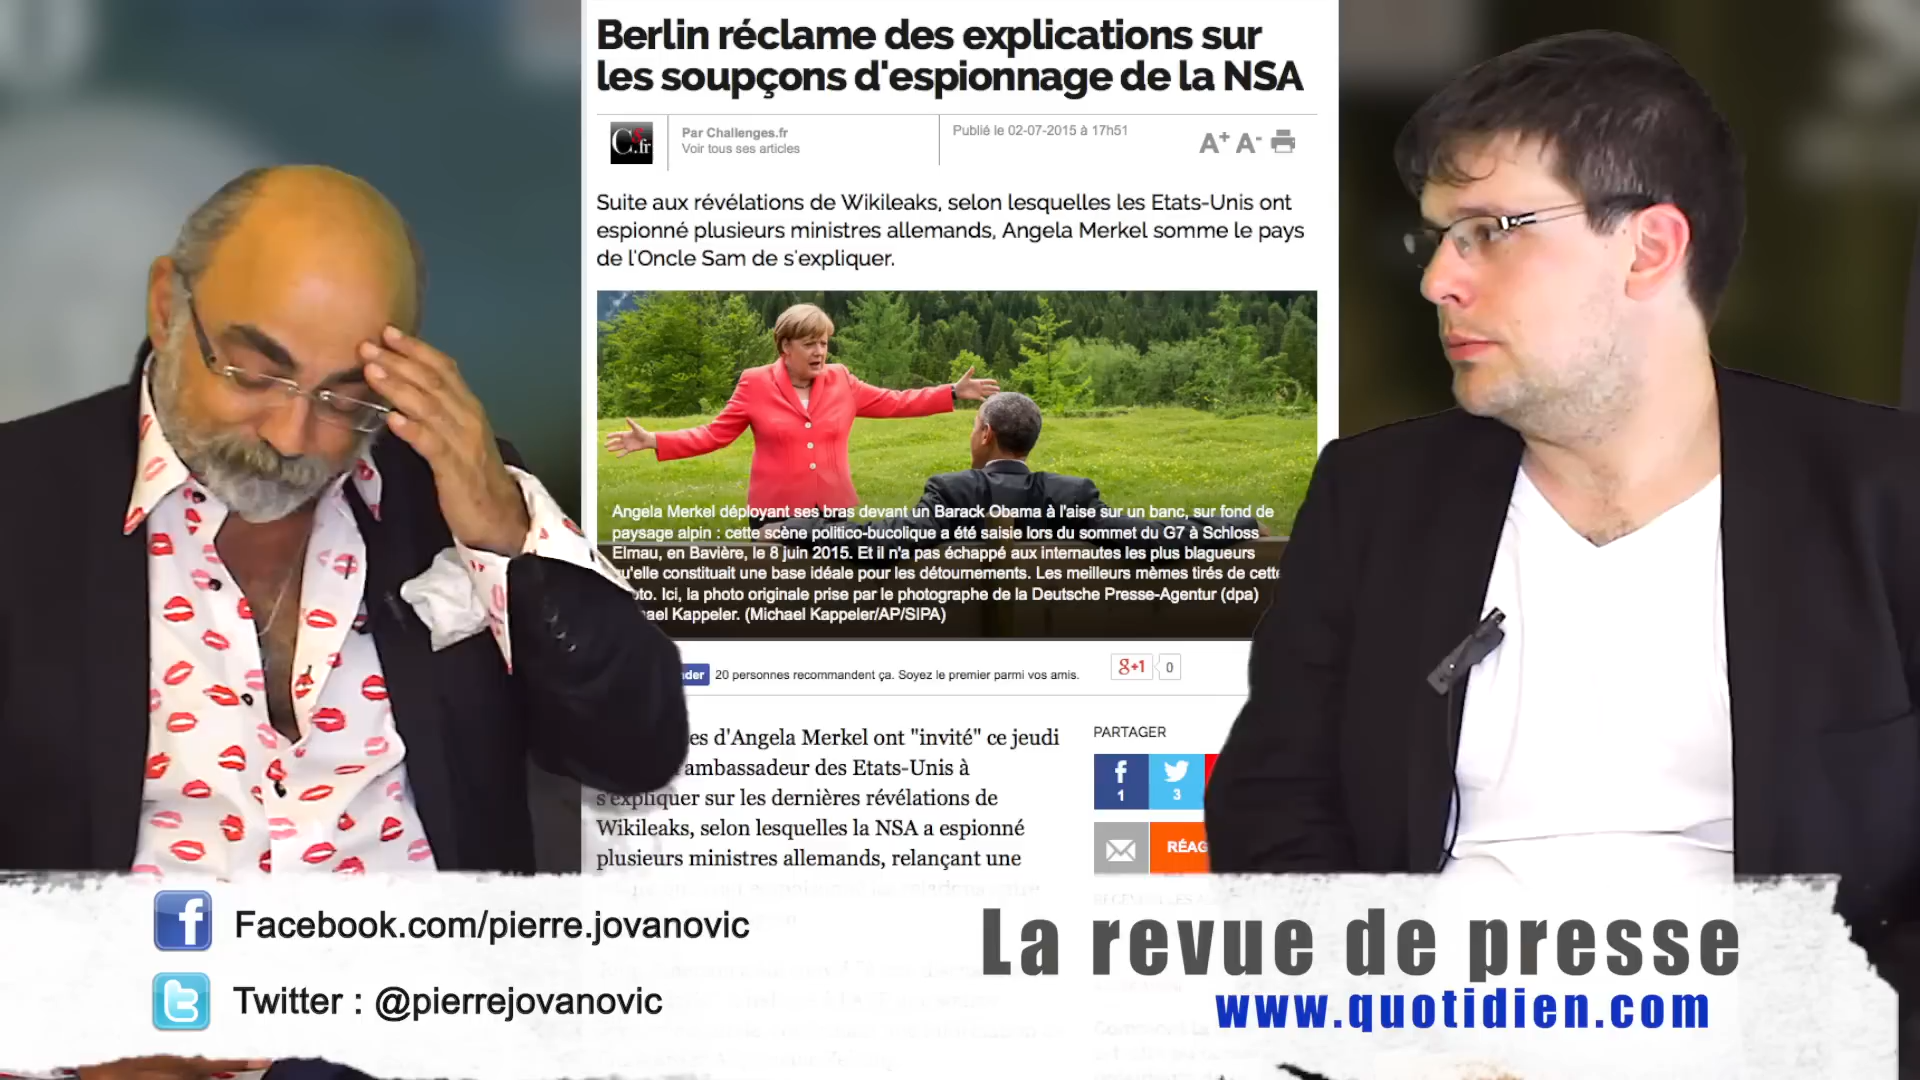 Berlin réclame des explications sur
les soupçons d'espionnage de la NSA
C&.fr
Par Challenges.fr
Voir tous ses articles
Publié le 02-07-2015 à 17h51
A+ A-
Suite aux révélations de Wikileaks, selon lesquelles les Etats-Unis ont
espionné plusieurs ministres allemands, Angela Merkel somme le pays
de l'Oncle Sam de s'expliquer.
Angela Merkel déployant ses bras devant un Barack Obama à l'aise sur un banc, sur fond de
paysage alpin : cette scène politico-bucolique a été saisie lors du sommet du G7 à Schloss
Elmau, en Bavière, le 8 juin 2015. Et il n'a pas échappé aux internautes les plus blagueurs
qu'elle constituait une base idéale pour les détournements. Les meilleurs mèmes tirés de cette
Ici, la photo originale prise par le photographe de la Deutsche Presse-Agentur (dpa)
Kappeler. (Michael Kappeler/AP/SIPA)
20 personnes recommandent ça. Soyez le premier parmi vos amis.
g+1 0
d'Angela Merkel ont "invité" ce jeudi
ambassadeur des Etats-Unis à
s'expliquer sur les dernières révélations de
Wikileaks, selon lesquelles la NSA a espionné
plusieurs ministres allemands, relançant une
PARTAGER
f 1
3
RÉAG
Facebook.com/pierre.jovanovic
Twitter : @pierrejovanovic
La revue de presse
www.quotidien.com